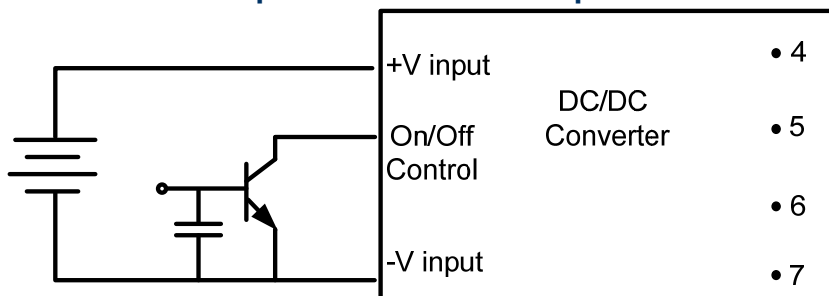 +V input
On/Off
Control
-V input
DC/DC
Converter
• 4
• 5
• 6
• 7